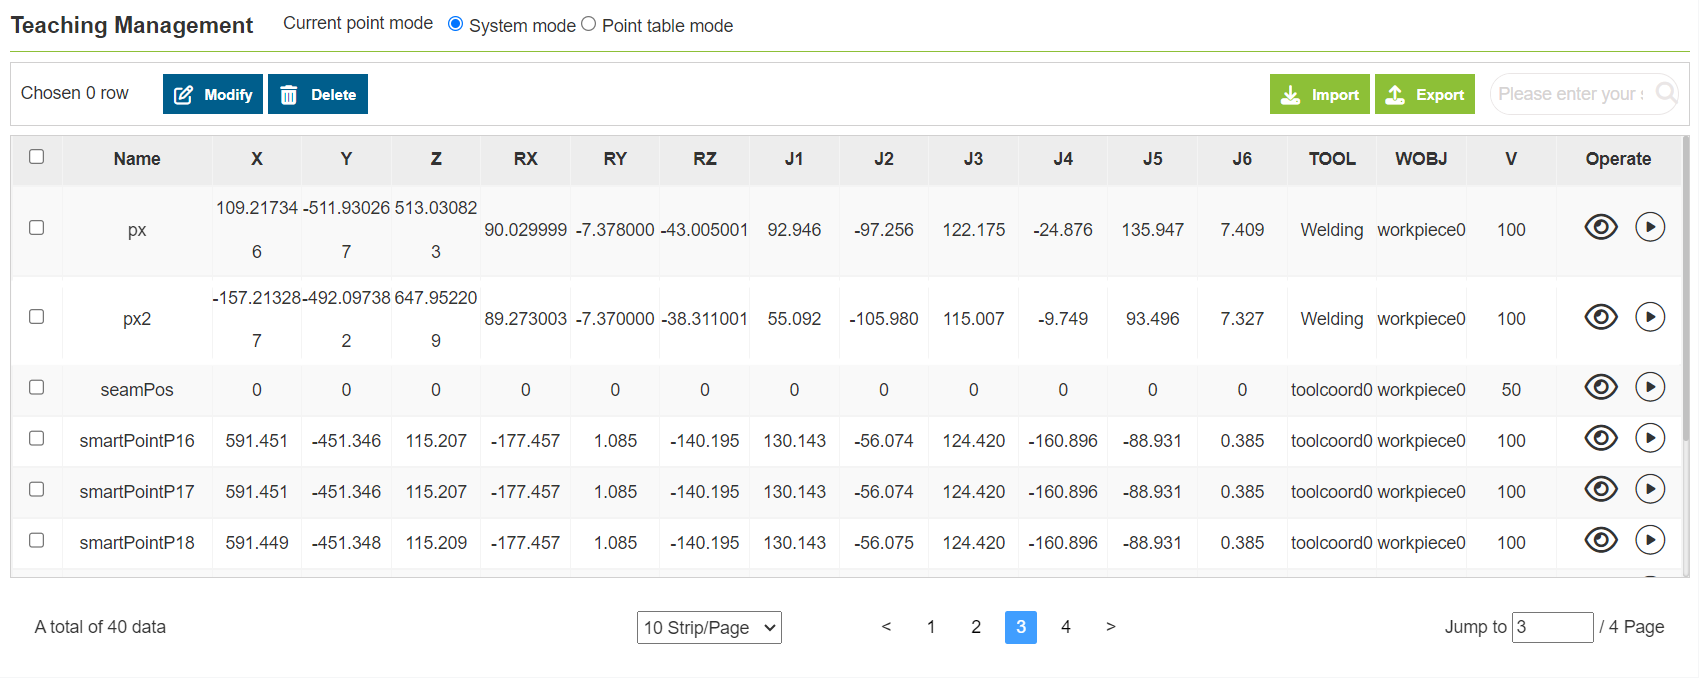 Teaching Management Current point mode System mode Point table mode
Chosen 0 row Modify Delete Import Export Please enter your
Name X Y Z RX RY RZ J1 J2 J3 J4 J5 J6 TOOL WOBJ V Operate
px 109.217346 -511.930267 513.030823 90.029999 -7.378000 -43.005001 92.946 -97.256 122.175 -24.876 135.947 7.409 Welding workpiece0 100
px2 -157.213287 -492.097382 647.952209 89.273003 -7.370000 -38.311001 55.092 -105.980 115.007 -9.749 93.496 7.327 Welding workpiece0 100
seamPos 0 0 0 0 0 0 0 0 0 0 0 0 toolcoord0 workpiece0 50
smartPointP16 591.451 -451.346 115.207 -177.457 1.085 -140.195 130.143 -56.074 124.420 -160.896 -88.931 0.385 toolcoord0 workpiece0 100
smartPointP17 591.451 -451.346 115.207 -177.457 1.085 -140.195 130.143 -56.074 124.420 -160.896 -88.931 0.385 toolcoord0 workpiece0 100
smartPointP18 591.449 -451.348 115.209 -177.457 1.085 -140.195 130.143 -56.075 124.420 -160.896 -88.931 0.385 toolcoord0 workpiece0 100
A total of 40 data 10 Strip/Page < 1 2 3 4 > Jump to 3 / 4 Page